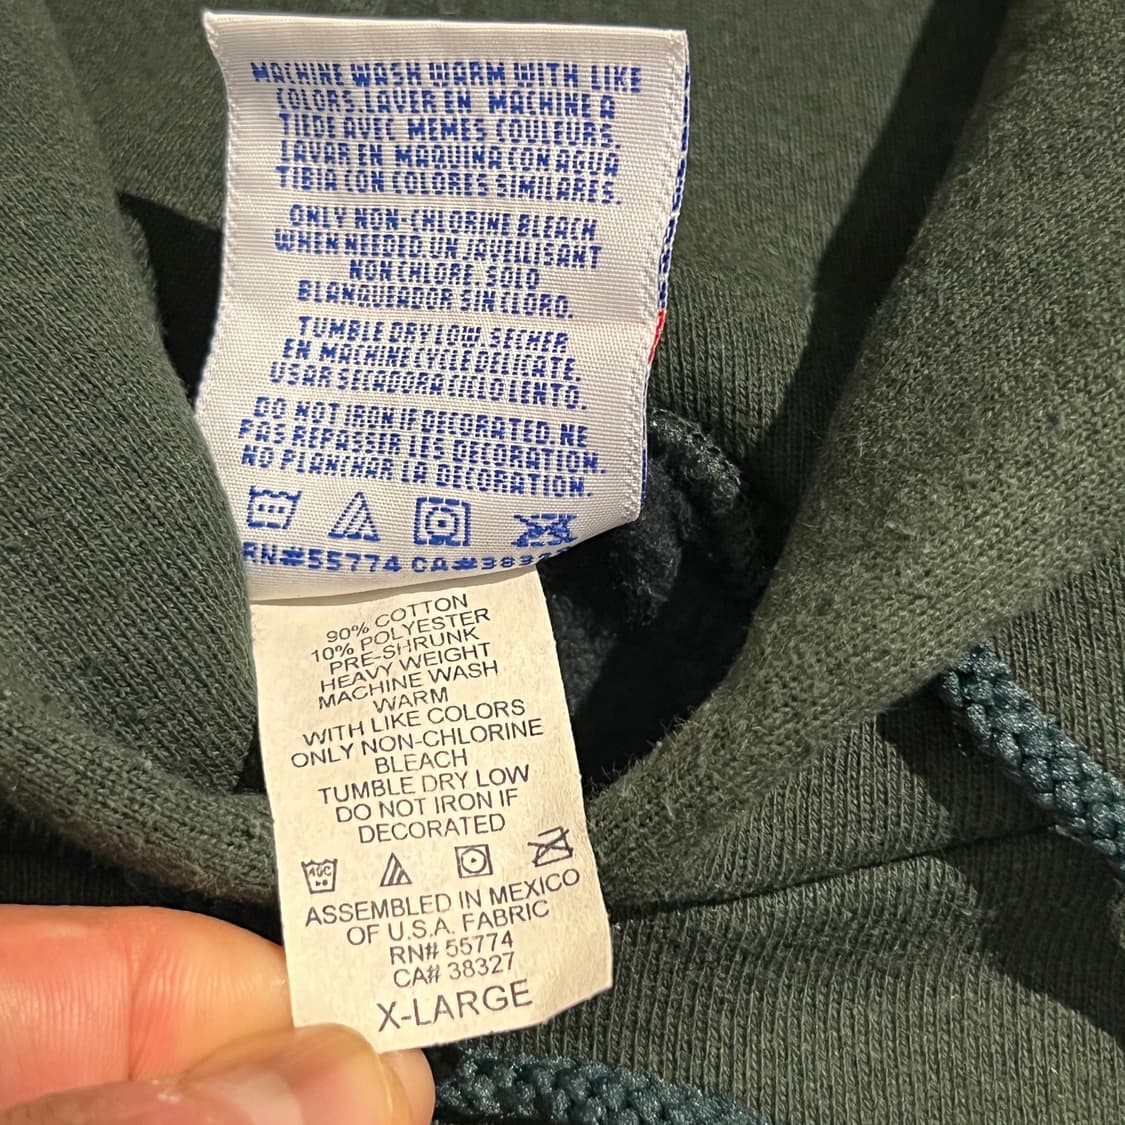 MACHINE WASH WARM WITH LIKE
COLORS. LAVER EN MACHINE A
TIEDE AVEC MEMES COULEURS.
LAVAR EN MAQUINA CON AGUA
TIBIA CON COLORES SIMILARES.
ONLY NON-CHLORINE BLEACH
WHEN NEEDED. UN JAVELLISANT
NON CHLORE. SOLO
BLANQUEADOR SIN CLORO.
TUMBLE DRY LOW. SECHER
EN MACHINE CYCLE DELICATE.
USAR SECADORA CICLO LENTO.
DO NOT IRON IF DECORATED. NE
PAS REPASSER LES DECORATION.
NO PLANCHAR LA DECORATION.
RN#55774 CA#38327
90% COTTON
10% POLYESTER
PRE-SHRUNK
HEAVY WEIGHT
MACHINE WASH
WARM
WITH LIKE COLORS
ONLY NON-CHLORINE
BLEACH
TUMBLE DRY LOW
DO NOT IRON IF
DECORATED
40C
ASSEMBLED IN MEXICO
OF U.S.A. FABRIC
RN# 55774
CA# 38327
X-LARGE